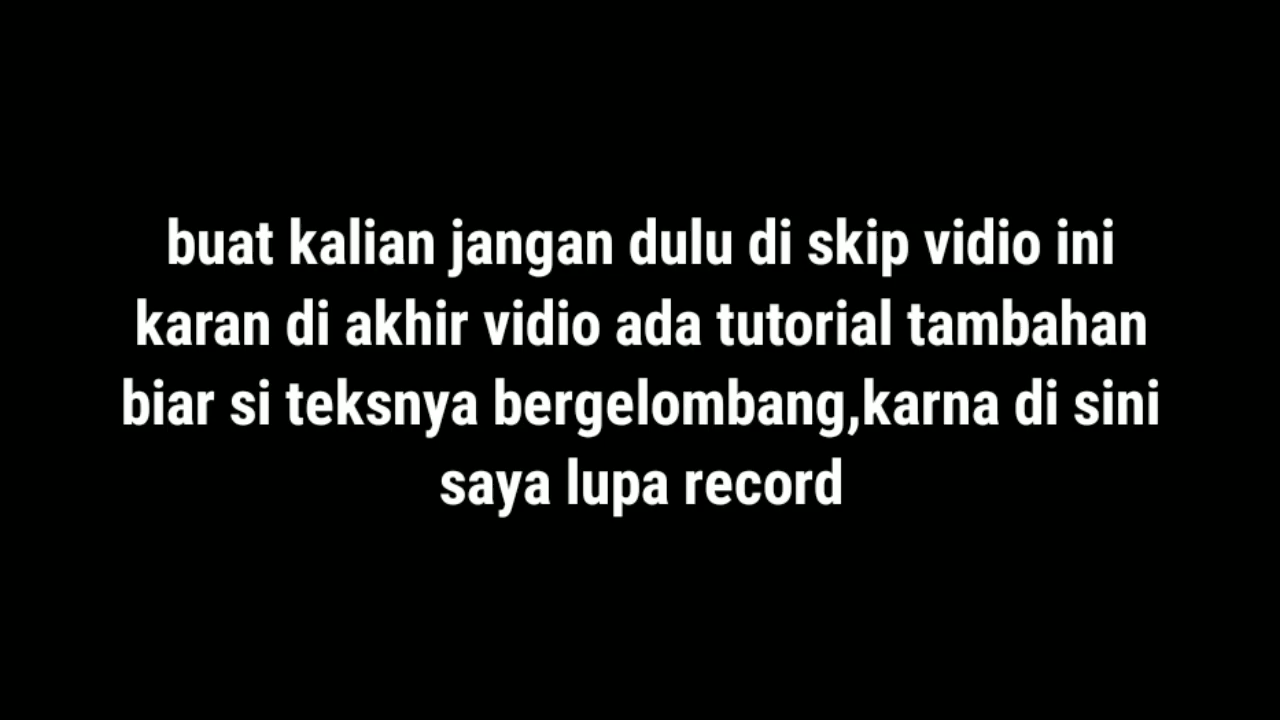 buat kalian jangan dulu di skip vidio ini
karan di akhir vidio ada tutorial tambahan
biar si teksnya bergelombang,karna di sini
saya lupa record